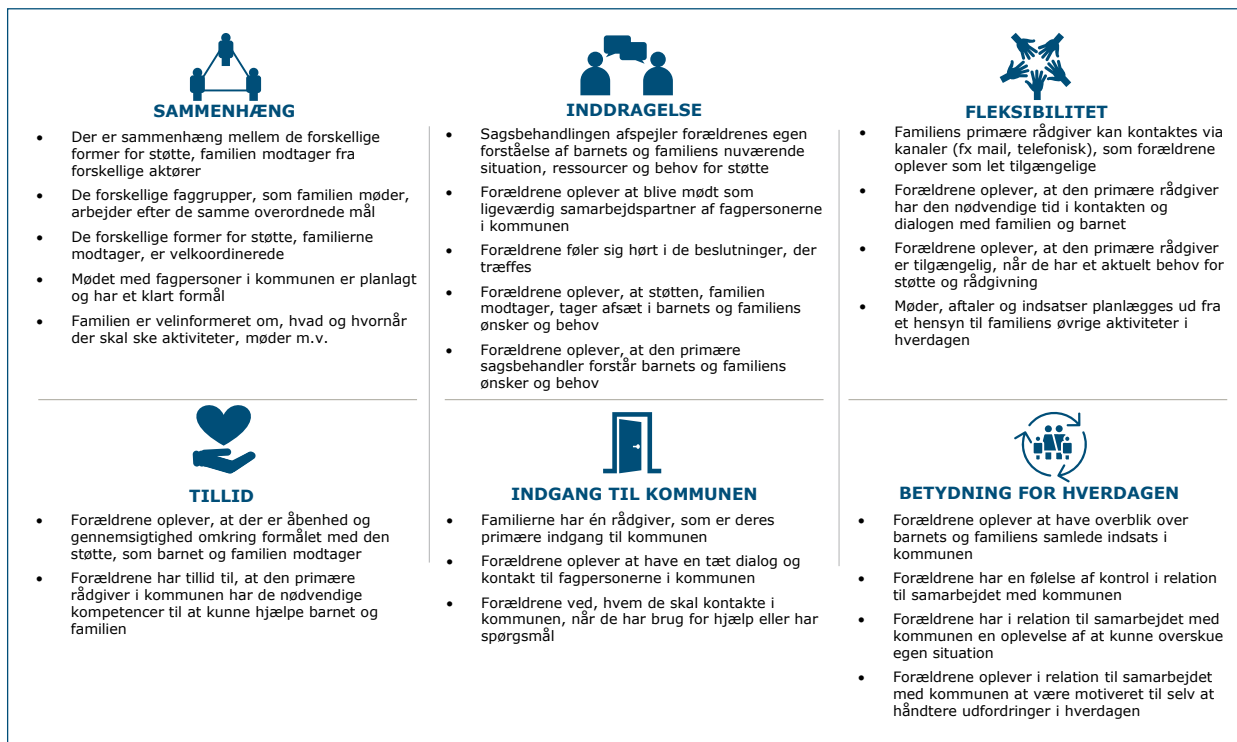 SAMMENHÆNG
• Der er sammenhæng mellem de forskellige
former for støtte, familien modtager fra
forskellige aktører
• De forskellige faggrupper, som familien møder,
arbejder efter de samme overordnede mål
• De forskellige former for støtte, familierne
modtager, er velkoordinerede
• Mødet med fagpersoner i kommunen er planlagt
og har et klart formål
• Familien er velinformeret om, hvad og hvornår
der skal ske aktiviteter, møder m.v.
INDDRAGELSE
• Sagsbehandlingen afspejler forældrenes egen
forståelse af barnets og familiens nuværende
situation, ressourcer og behov for støtte
• Forældrene oplever at blive mødt som
ligeværdig samarbejdspartner af fagpersonerne
i kommunen
• Forældrene føler sig hørt i de beslutninger, der
træffes
• Forældrene oplever, at støtten, familien
modtager, tager afsæt i barnets og familiens
ønsker og behov
• Forældrene oplever, at den primære
sagsbehandler forstår barnets og familiens
ønsker og behov
FLEKSIBILITET
• Familiens primære rådgiver kan kontaktes via
kanaler (fx mail, telefonisk), som forældrene
oplever som let tilgængelige
• Forældrene oplever, at den primære rådgiver
har den nødvendige tid i kontakten og
dialogen med familien og barnet
• Forældrene oplever, at den primære rådgiver
er tilgængelig, når de har et aktuelt behov for
støtte og rådgivning
• Møder, aftaler og indsatser planlægges ud fra
et hensyn til familiens øvrige aktiviteter i
hverdagen
TILLID
• Forældrene oplever, at der er åbenhed og
gennemsigtighed omkring formålet med den
støtte, som barnet og familien modtager
• Forældrene har tillid til, at den primære
rådgiver i kommunen har de nødvendige
kompetencer til at kunne hjælpe barnet og
familien
INDGANG TIL KOMMUNEN
• Familierne har én rådgiver, som er deres
primære indgang til kommunen
• Forældrene oplever at have en tæt dialog og
kontakt til fagpersonerne i kommunen
• Forældrene ved, hvem de skal kontakte i
kommunen, når de har brug for hjælp eller har
spørgsmål
BETYDNING FOR HVERDAGEN
• Forældrene oplever at have overblik over
barnets og familiens samlede indsats i
kommunen
• Forældrene har en følelse af kontrol i relation
til samarbejdet med kommunen
• Forældrene har i relation til samarbejdet med
kommunen en oplevelse af at kunne overskue
egen situation
• Forældrene oplever i relation til samarbejdet
med kommunen at være motiveret til selv at
håndtere udfordringer i hverdagen